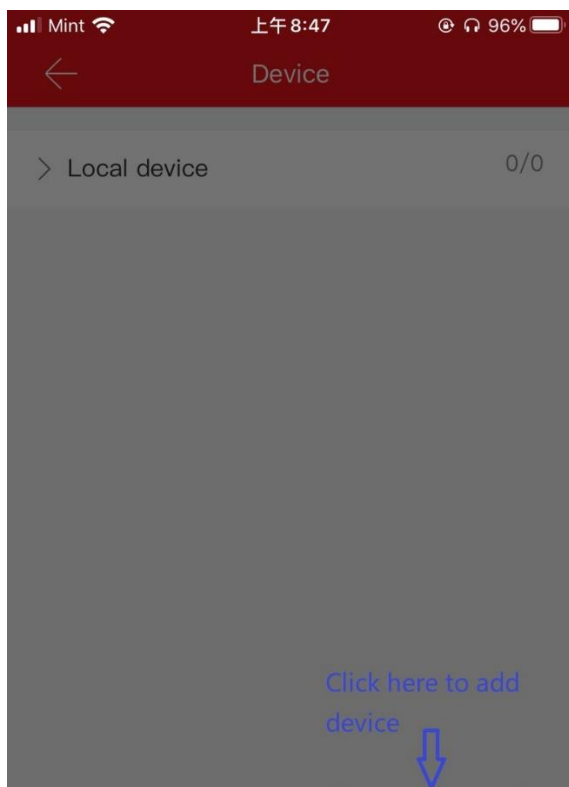 Mint 上午 8:47 96%
Device
Local device 0/0
Click here to add
device